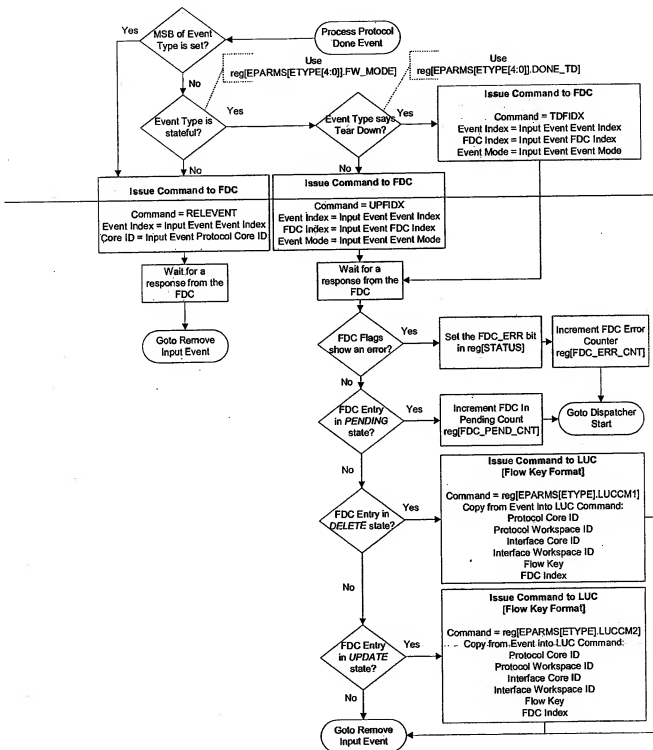 Process Protocol
Done Event
Yes
MSB of Event
Type is set?
No
Use
reg[EPARMS[ETYPE[4:0]].FW_MODE]
Use
reg[EPARMS[ETYPE[4:0]].DONE_TD]
Event Type is
stateful?
Yes
No
Event Type says
Tear Down?
Yes
No
Issue Command to FDC
Command = TDFIDX
Event Index = Input Event Event Index
FDC Index = Input Event FDC Index
Event Mode = Input Event Event Mode
Issue Command to FDC
Command = RELEVENT
Event Index = Input Event Event Index
Core ID = Input Event Protocol Core ID
Issue Command to FDC
Command = UPFIDX
Event Index = Input Event Event Index
FDC Index = Input Event FDC Index
Event Mode = Input Event Event Mode
Wait for a
response from the
FDC
Goto Remove
Input Event
Wait for a
response from the
FDC
FDC Flags
show an error?
Yes
No
Set the FDC_ERR bit
in reg[STATUS]
Increment FDC Error
Counter
reg[FDC_ERR_CNT]
FDC Entry
in PENDING
state?
Yes
No
Increment FDC In
Pending Count
reg[FDC_PEND_CNT]
Goto Dispatcher
Start
FDC Entry in
DELETE state?
Yes
No
Issue Command to LUC
[Flow Key Format]
Command = reg[EPARMS[ETYPE].LUCCM1]
Copy from Event into LUC Command:
Protocol Core ID
Protocol Workspace ID
Interface Core ID
Interface Workspace ID
Flow Key
FDC Index
FDC Entry
in UPDATE
state?
Yes
No
Issue Command to LUC
[Flow Key Format]
Command = reg[EPARMS[ETYPE].LUCCM2]
Copy from Event into LUC Command:
Protocol Core ID
Protocol Workspace ID
Interface Core ID
Interface Workspace ID
Flow Key
FDC Index
Goto Remove
Input Event